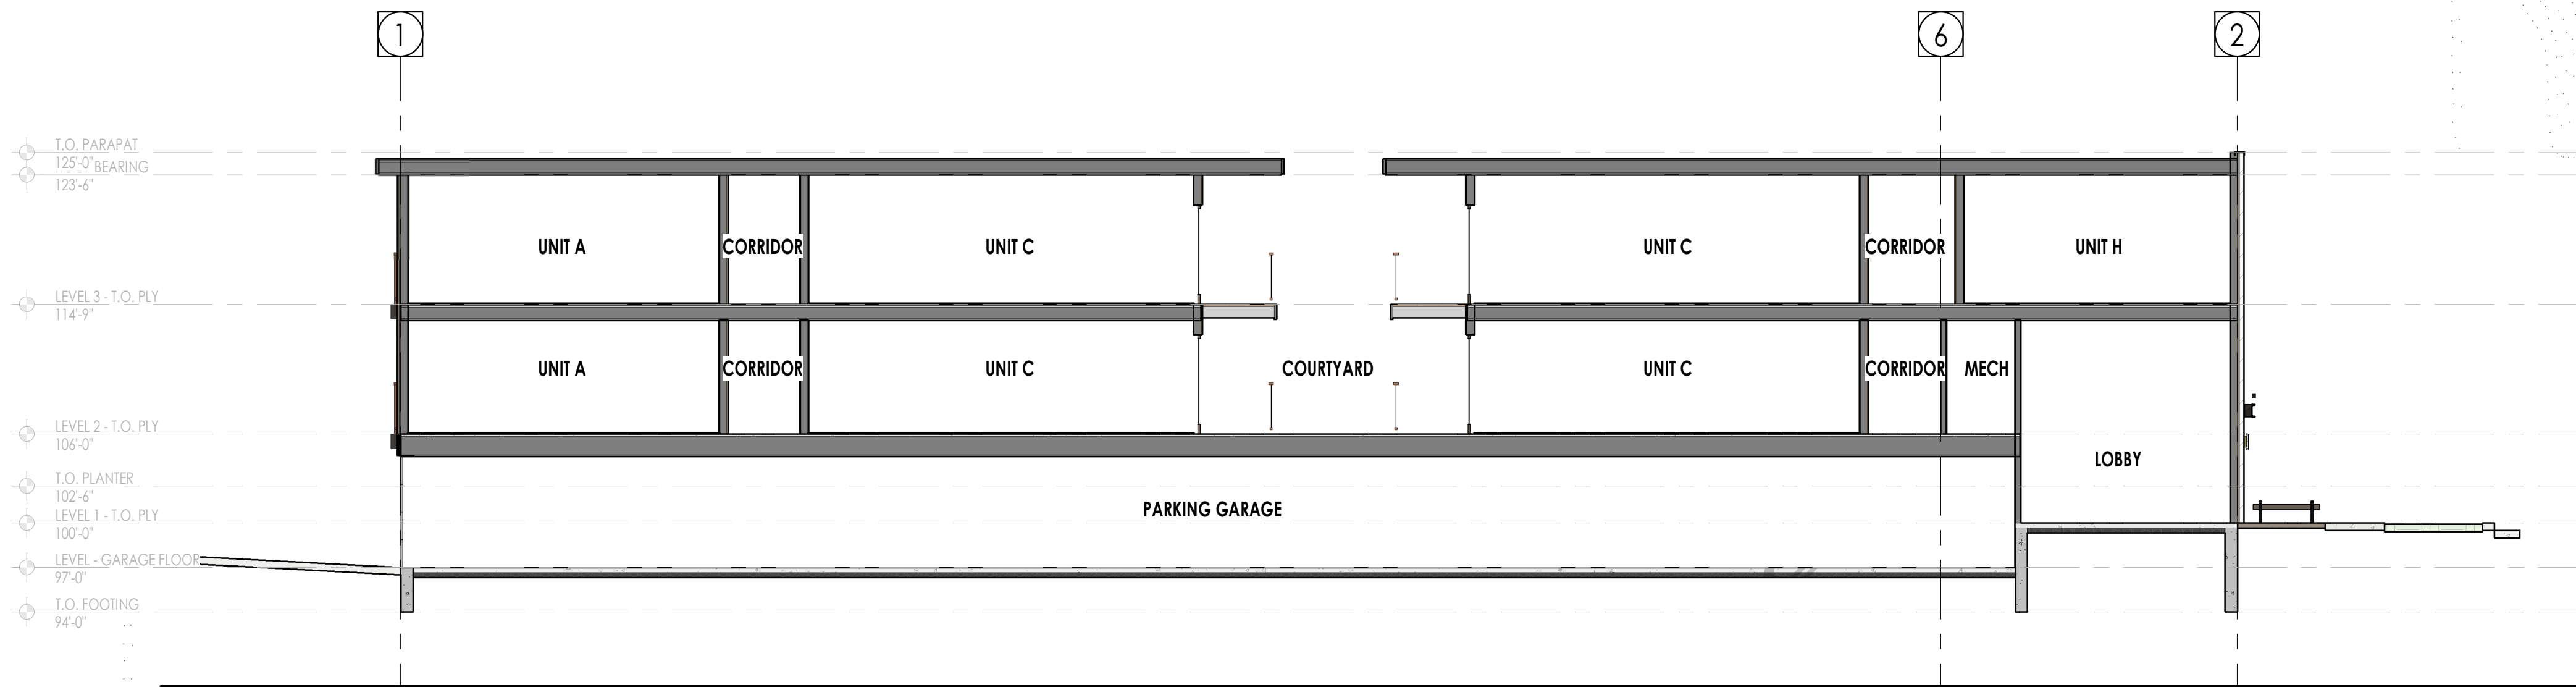 1
6
2
T.O. PARAPAT
125'-0"
BEARING
123'-6"
UNIT A
CORRIDOR
UNIT C
UNIT C
CORRIDOR
UNIT H
LEVEL 3 - T.O. PLY
114'-9"
UNIT A
CORRIDOR
UNIT C
COURTYARD
UNIT C
CORRIDOR
MECH
LEVEL 2 - T.O. PLY
106'-0"
LOBBY
T.O. PLANTER
102'-6"
PARKING GARAGE
LEVEL 1 - T.O. PLY
100'-0"
LEVEL - GARAGE FLOOR
97'-0"
T.O. FOOTING
94'-0"